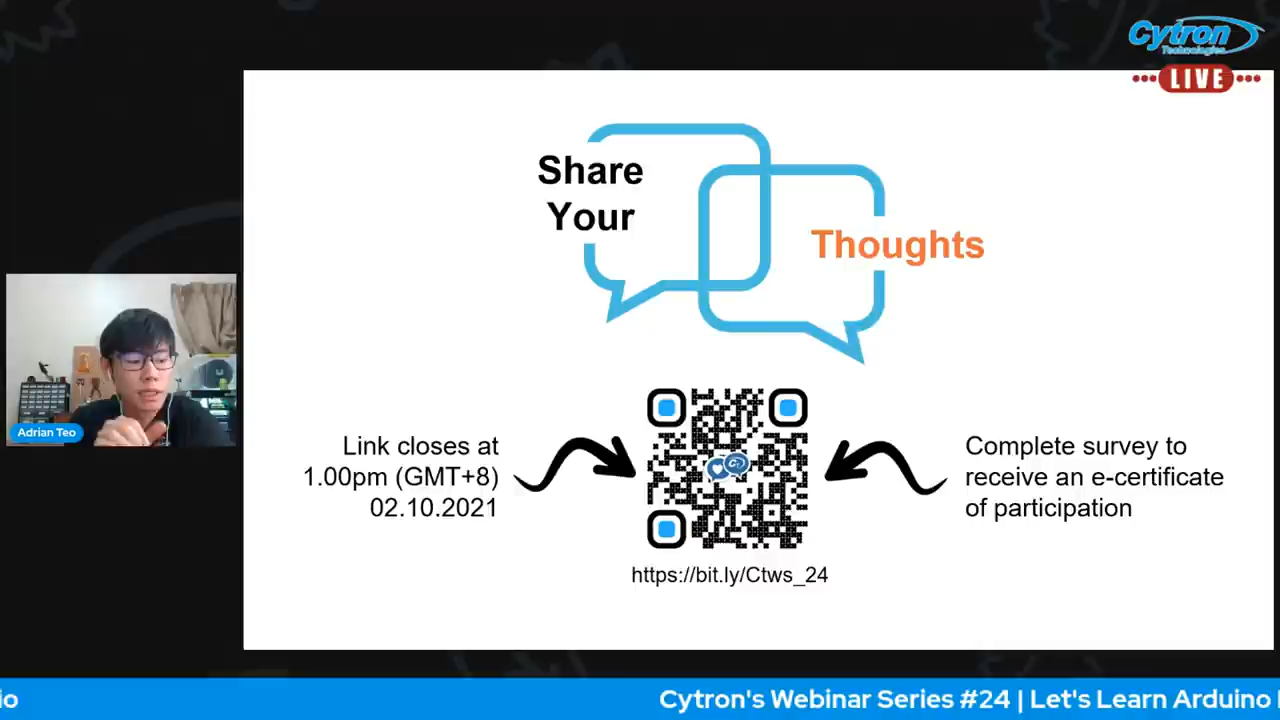 Cytron
Technologies
LIVE
Share
Your
Thoughts
Adrian Teo
Link closes at
1.00pm (GMT+8)
02.10.2021
Complete survey to
receive an e-certificate
of participation
https://bit.ly/Ctws_24
io
Cytron's Webinar Series #24 | Let's Learn Arduino